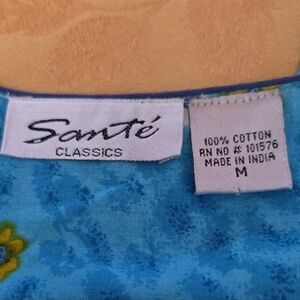 Santé
CLASSICS
100% COTTON
RN NO # 101576
MADE IN INDIA
M